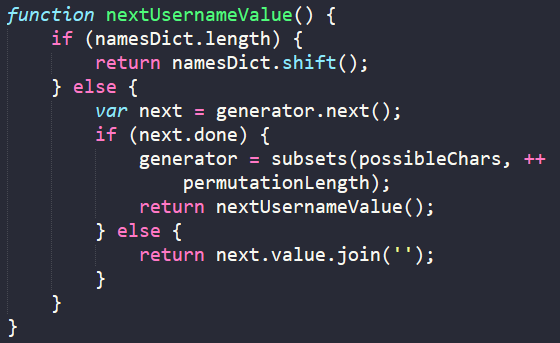 function nextUsernameValue() {
    if (namesDict.length) {
        return namesDict.shift();
    } else {
        var next = generator.next();
        if (next.done) {
            generator = subsets(possibleChars, ++
                permutationLength);
            return nextUsernameValue();
        } else {
            return next.value.join('');
        }
    }
}